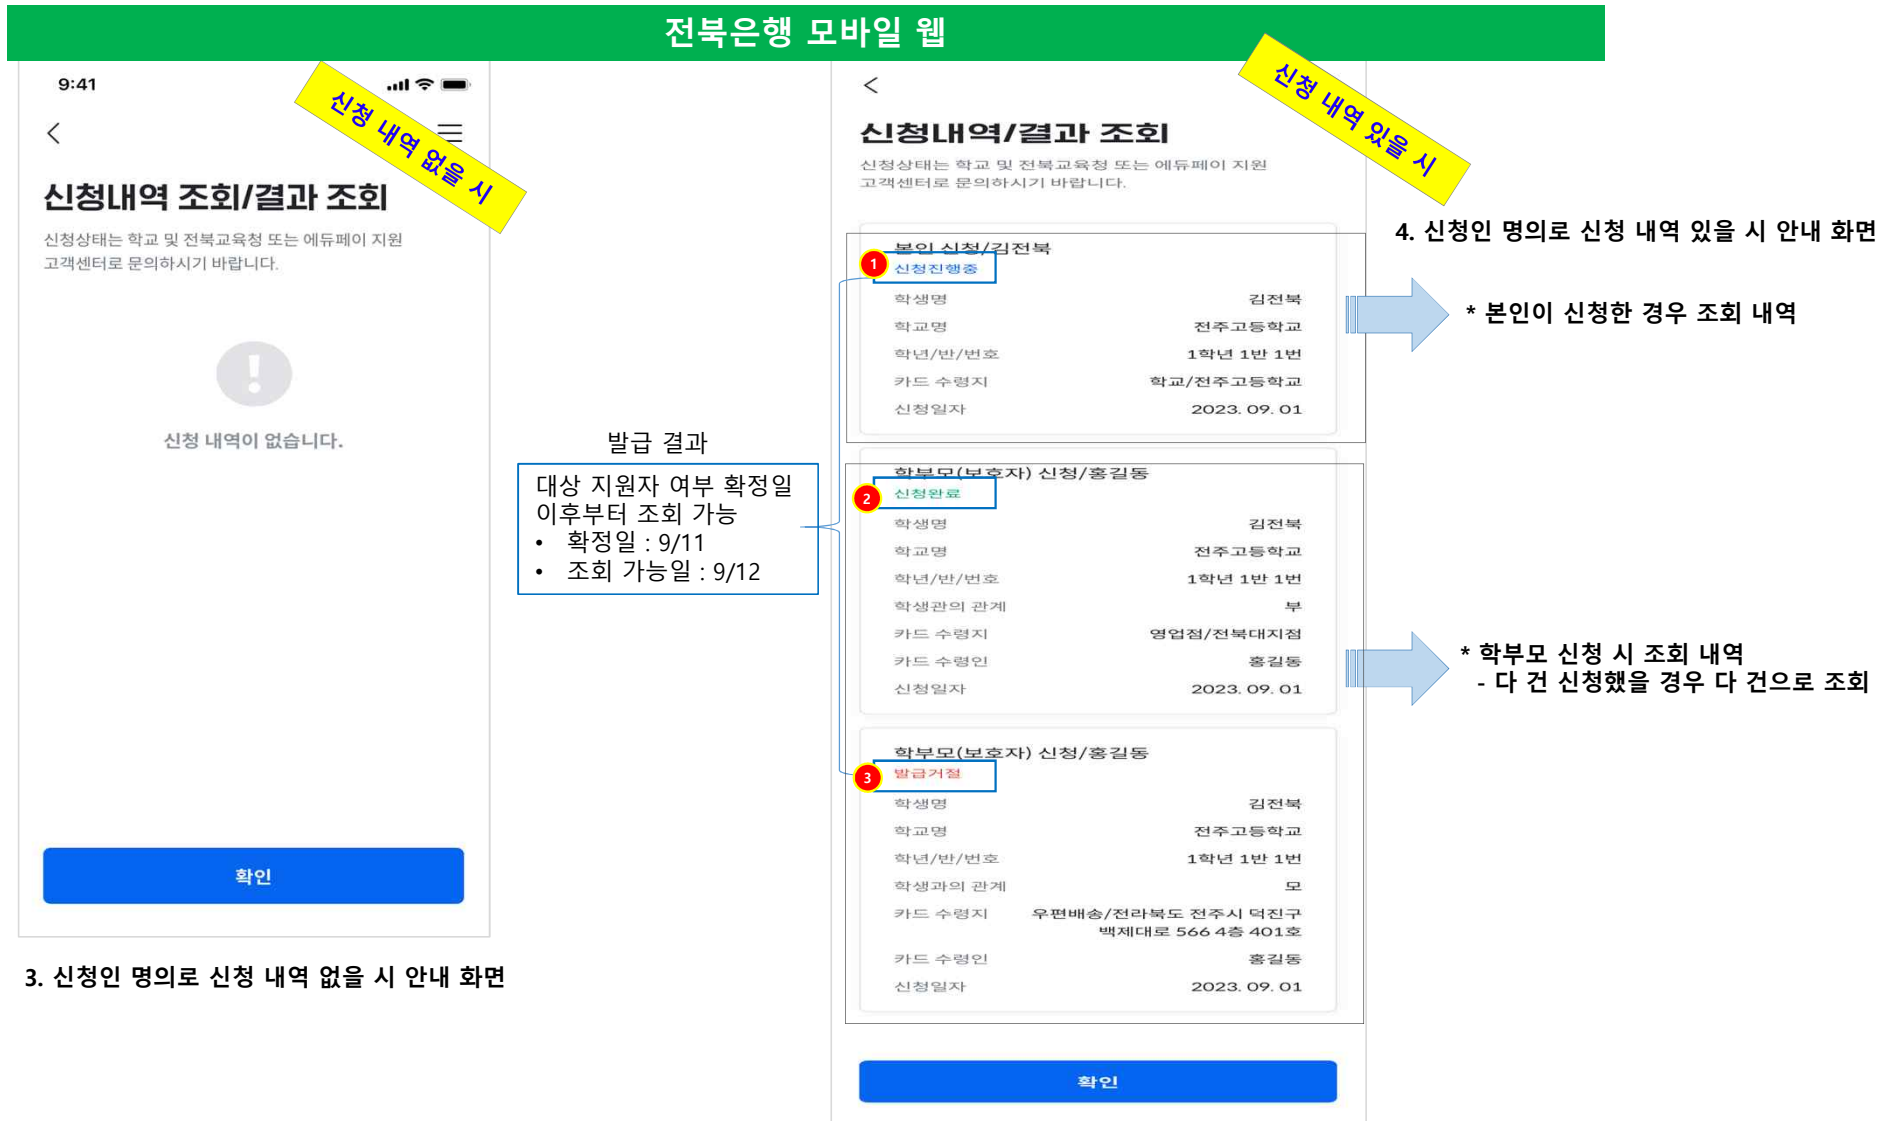 전북은행 모바일 웹
9:41
신청 내역 없을 시
신청내역 조회/결과 조회
신청상태는 학교 및 전북교육청 또는 에듀페이 지원
고객센터로 문의하시기 바랍니다.
!
신청 내역이 없습니다.
확인
3. 신청인 명의로 신청 내역 없을 시 안내 화면
발급 결과
대상 지원자 여부 확정일
이후부터 조회 가능
• 확정일 : 9/11
• 조회 가능일 : 9/12
신청 내역 있을 시
신청내역/결과 조회
신청상태는 학교 및 전북교육청 또는 에듀페이 지원
고객센터로 문의하시기 바랍니다.
본인 신청/김전북
1 신청진행중
학생명 김전북
학교명 전주고등학교
학년/반/번호 1학년 1반 1번
카드 수령지 학교/전주고등학교
신청일자 2023. 09. 01
학부모(보호자) 신청/홍길동
2 신청완료
학생명 김전북
학교명 전주고등학교
학년/반/번호 1학년 1반 1번
학생관의 관계 부
카드 수령지 영업점/전북대지점
카드 수령인 홍길동
신청일자 2023. 09. 01
학부모(보호자) 신청/홍길동
3 발급거절
학생명 김전북
학교명 전주고등학교
학년/반/번호 1학년 1반 1번
학생과의 관계 모
카드 수령지 우편배송/전라북도 전주시 덕진구
백제대로 566 4층 401호
카드 수령인 홍길동
신청일자 2023. 09. 01
확인
4. 신청인 명의로 신청 내역 있을 시 안내 화면
* 본인이 신청한 경우 조회 내역
* 학부모 신청 시 조회 내역
- 다 건 신청했을 경우 다 건으로 조회